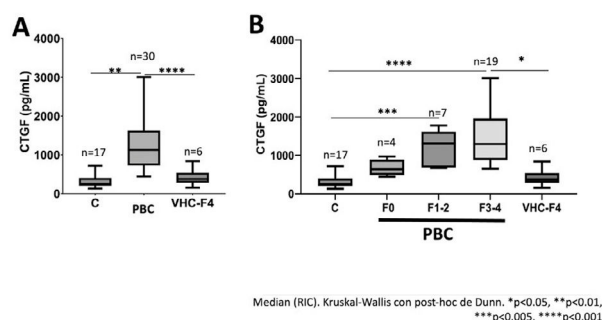 A
n=30
** ****
CTGF (pg/mL)
4000
3000
2000
1000
0
n=17
n=6
C PBC VHC-F4
B
n=19
**** *
***
n=7
CTGF (pg/mL)
4000
3000
2000
1000
0
n=17
n=4
n=6
C F0 F1-2 F3-4 VHC-F4
PBC
Median (RIC). Kruskal-Wallis con post-hoc de Dunn. *p<0.05, **p<0.01,
***p<0.005, ****p<0.001